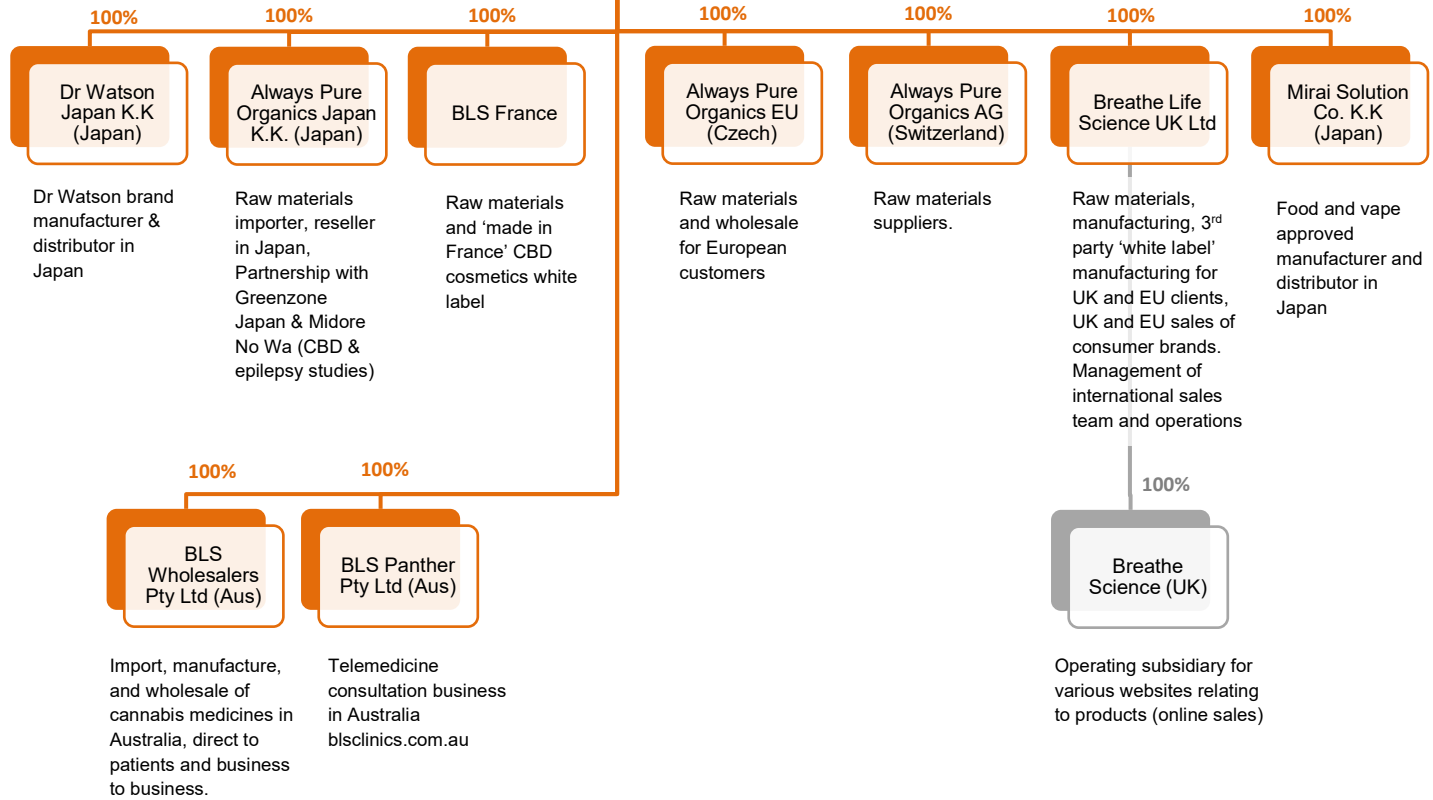 100%
100%
100%
100%
100%
100%
100%
Dr Watson
Japan K.K
(Japan)
Always Pure
Organics Japan
K.K. (Japan)
BLS France
Always Pure
Organics EU
(Czech)
Always Pure
Organics AG
(Switzerland)
Breathe Life
Science UK Ltd
Mirai Solution
Co. K.K
(Japan)
Dr Watson brand
manufacturer &
distributor in
Japan
Raw materials
importer, reseller
in Japan,
Partnership with
Greenzone
Japan & Midore
No Wa (CBD &
epilepsy studies)
Raw materials
and ‘made in
France’ CBD
cosmetics white
label
Raw materials
and wholesale
for European
customers
Raw materials
suppliers.
Raw materials,
manufacturing, 3rd
party ‘white label’
manufacturing for
UK and EU clients,
UK and EU sales of
consumer brands.
Management of
international sales
team and operations
Food and vape
approved
manufacturer and
distributor in
Japan
100%
100%
100%
BLS
Wholesalers
Pty Ltd (Aus)
BLS Panther
Pty Ltd (Aus)
Breathe
Science (UK)
Import, manufacture,
and wholesale of
cannabis medicines in
Australia, direct to
patients and business
to business.
Telemedicine
consultation business
in Australia
blsclinics.com.au
Operating subsidiary for
various websites relating
to products (online sales)